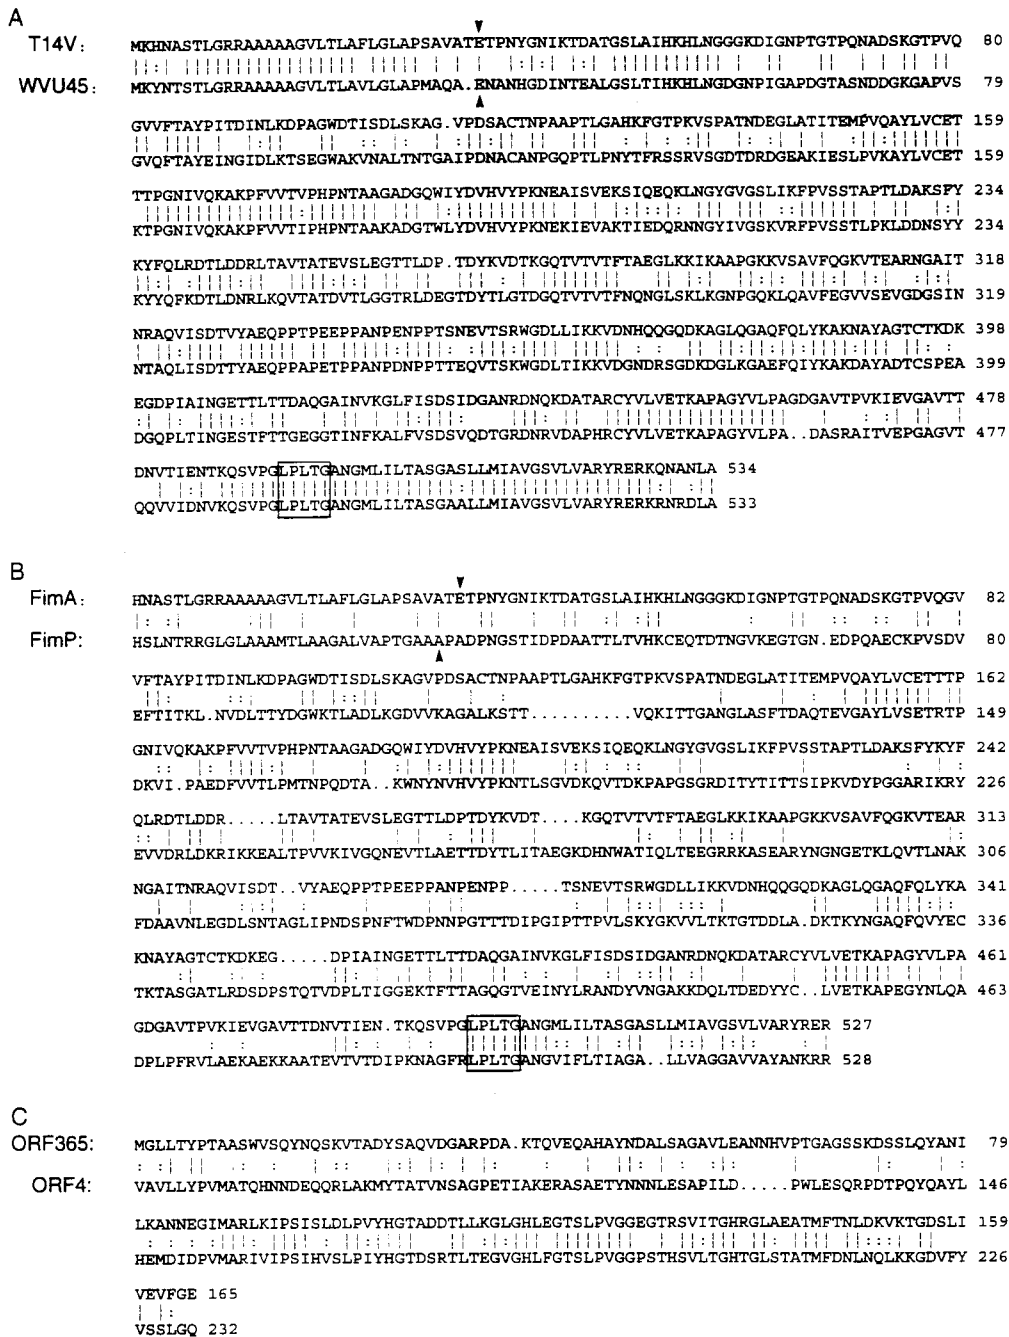 A
T14V: MKHNASTLGRRAAAAAGVLTLAFLGLAPSAVATETPNYGNIKTDATGSLAIHKHLNGGGKDIGNPTGTPQNADSKGTPVQ 80
WVU45: MKYNTSTLGRRAAAAAGVLTLAVLGLAPMAQA.ENANHGDINTEALGSLTIHKHLNGDGNPIGAPDGTASNDDGKGAPVS 79
GVVFTAYPITDINLKDPAGWDTISDLSKAG.VPDSACTNPAAPTLGAHKFGTPKVSPATNDEGLATITEMPVQAYLVCET 159
GVQFTAYEINGIDLKTSEGWAKVNALTNTGAIPDNACANPGQPTLPNYTFRSSRVSGDTDRDGEAKIESLPVKAYLVCET 159
TTPGNIVQKAKPFVVTVPHPNTAAGADGQWIYDVHVYPKNEAISVEKSIQEQKLNGYGVGSLIKFPVSSTAPTLDAKSFY 234
KTPGNIVQKAKPFVVTIPHPNTAAKADGTWLYDVHVYPKNEKIEVAKTIEDQRNNGYIVGSKVRFPVSSTLPKLDDNSYY 234
KYFQLRDTLDDRLTAVTATEVSLEGTTLDP.TDYKVDTKGQTVTVTFTAEGLKKIKAAPGKKVSAVFQGKVTEARNGAIT 318
KYYQFKDTLDNRLKQVTATDVTLGGTRLDEGTDYTLGTDGQTVTVTFNQNGLSKLKGNPGQKLQAVFEGVVSEVGDGSIN 319
NRAQVISDTVYAEQPPTPEEPPANPENPPTSNEVTSRWGDLLIKKVDNHQQGQDKAGLQGAQFQLYKAKNAYAGTCTKDK 398
NTAQLISDTTYAEQPPAPETPPANPDNPPTTEQVTSKWGDLTIKKVDGNDRSGDKDGLKGAEFQIYKAKDAYADTCSPEA 399
EGDPIAINGETTLTTDAQGAINVKGLFISDSIDGANRDNQKDATARCYVLVETKAPAGYVLPAGDGAVTPVKIEVGAVTT 478
DGQPLTINGESTFTTGEGGTINFKALFVSDSVQDTGRDNRVDAPHRCYVLVETKAPAGYVLPA..DASRAITVEPGAGVT 477
DNVTIENTKQSVPGLPLTGANGMLILTASGASLLMIAVGSVLVARYRERKQNANLA 534
QQVVIDNVKQSVPGLPLTGANGMLILTASGAALLMIAVGSVLVARYRERKRNRDLA 533
B
FimA: HNASTLGRRAAAAAGVLTLAFLGLAPSAVATETPNYGNIKTDATGSLAIHKHLNGGGKDIGNPTGTPQNADSKGTPVQGV 82
FimP: HSLNTRRGLGLAAAMTLAAGALVAPTGAAAPADPNGSTIDPDAATTLTVHKCEQTDTNGVKEGTGN.EDPQAECKPVSDV 80
VFTAYPITDINLKDPAGWDTISDLSKAGVPDSACTNPAAPTLGAHKFGTPKVSPATNDEGLATITEMPVQAYLVCETTTP 162
EFTITKL.NVDLTTYDGWKTLADLKGDVVKAGALKSTT..........VQKITTGANGLASFTDAQTEVGAYLVSETRTP 149
GNIVQKAKPFVVTVPHPNTAAGADGQWIYDVHVYPKNEAISVEKSIQEQKLNGYGVGSLIKFPVSSTAPTLDAKSFYKYF 242
DKVI.PAEDFVVTLPMTNPQDTA..KWNYNVHVYPKNTLSGVDKQVTDKPAPGSGRDITYTITTSIPKVDYPGGARIKRY 226
QLRDTLDDR.....LTAVTATEVSLEGTTLDPTDYKVDT....KGQTVTVTFTAEGLKKIKAAPGKKVSAVFQGKVTEAR 313
EVVDRLDKRIKKEALTPVVKIVGQNEVTLAETTDYTLITAEGKDHNWATIQLTEEGRRKASEARYNGNGETKLQVTLNAK 306
NGAITNRAQVISDT..VYAEQPPTPEEPPANPENPP.....TSNEVTSRWGDLLIKKVDNHQQGQDKAGLQGAQFQLYKA 341
FDAAVNLEGDLSNTAGLIPNDSPNFTWDPNNPGTTTDIPGIPTTPVLSKYGKVVLTKTGTDDLA.DKTKYNGAQFQVYEC 336
KNAYAGTCTKDKEG.....DPIAINGETTLTTDAQGAINVKGLFISDSIDGANRDNQKDATARCYVLVETKAPAGYVLPA 461
TKTASGATLRDSDPSTQTVDPLTIGGEKTFTTAGQGTVEINYLRANDYVNGAKKDQLTDEDYYC..LVETKAPEGYNLQA 463
GDGAVTPVKIEVGAVTTDNVTIEN.TKQSVPGLPLTGANGMLILTASGASLLMIAVGSVLVARYRER 527
DPLPFRVLAEKAEKKAATEVTVTDIPKNAGFRLPLTGANGVIFLTIAGA..LLVAGGAVVAYANKRR 528
C
ORF365: MGLLTYPTAASWVSQYNQSKVTADYSAQVDGARPDA.KTQVEQAHAYNDALSAGAVLEANNHVPTGAGSSKDSSLQYANI 79
ORF4: VAVLLYPVMATQHNNDEQQRLAKMYTATVNSAGPETIAKERASAETYNNNLESAPILD.....PWLESQRPDTPQYQAYL 146
LKANNEGIMARLKIPSISLDLPVYHGTADDTLLKGLGHLEGTSLPVGGEGTRSVITGHRGLAEATMFTNLDKVKTGDSLI 159
HEMDIDPVMARIVIPSIHVSLPIYHGTDSRTLTEGVGHLFGTSLPVGGPSTHSVLTGHTGLSTATMFDNLNQLKKGDVFY 226
VEVFGE 165
VSSLGQ 232